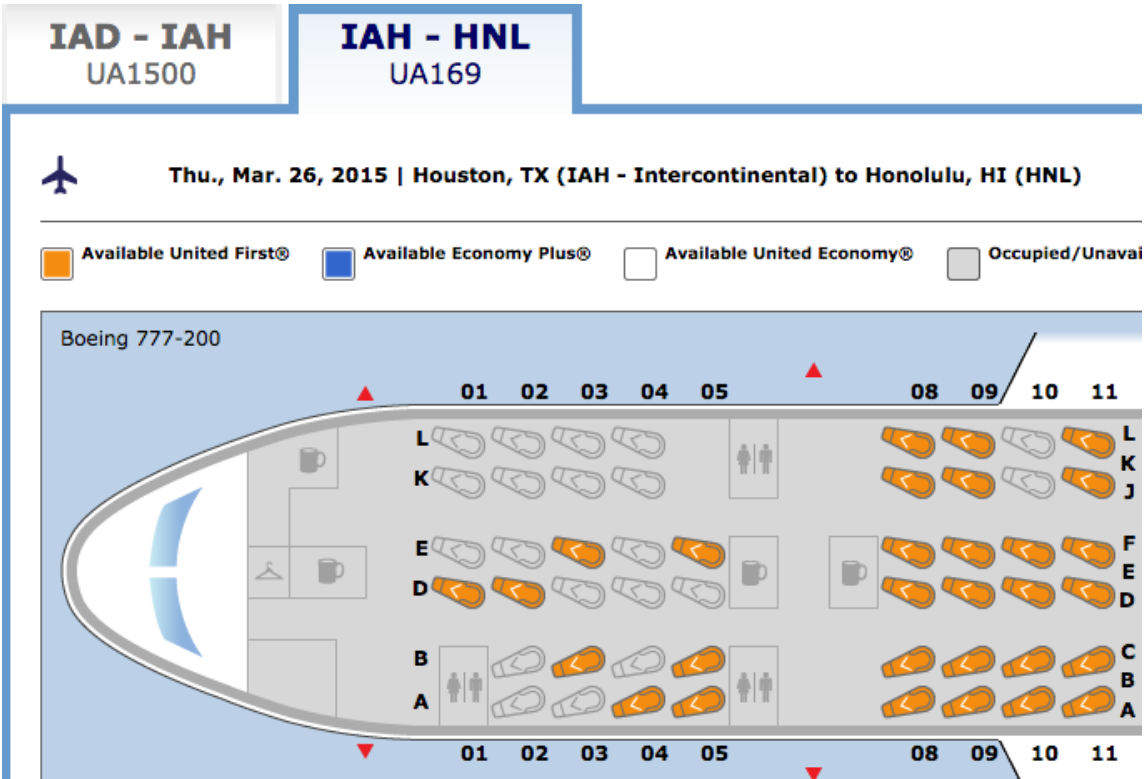 IAD - IAH
UA1500
IAH - HNL
UA169
Thu., Mar. 26, 2015 | Houston, TX (IAH - Intercontinental) to Honolulu, HI (HNL)
Available United First® Available Economy Plus® Available United Economy® Occupied/Unavai
Boeing 777-200
01 02 03 04 05 08 09 10 11
L L
K K
J
E F
E
D D
B C
B
A A
01 02 03 04 05 08 09 10 11